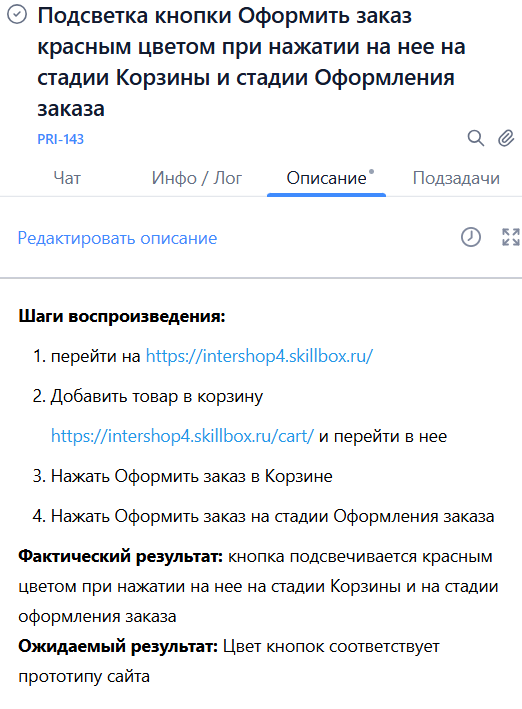 Подсветка кнопки Оформить заказ
красным цветом при нажатии на нее на
стадии Корзины и стадии Оформления
заказа
PRI-143
Чат Инфо / Лог Описание Подзадачи
Редактировать описание
Шаги воспроизведения:
1. перейти на https://intershop4.skillbox.ru/
2. Добавить товар в корзину
https://intershop4.skillbox.ru/cart/ и перейти в нее
3. Нажать Оформить заказ в Корзине
4. Нажать Оформить заказ на стадии Оформления заказа
Фактический результат: кнопка подсвечивается красным
цветом при нажатии на нее на стадии Корзины и на стадии
оформления заказа
Ожидаемый результат: Цвет кнопок соответствует
прототипу сайта